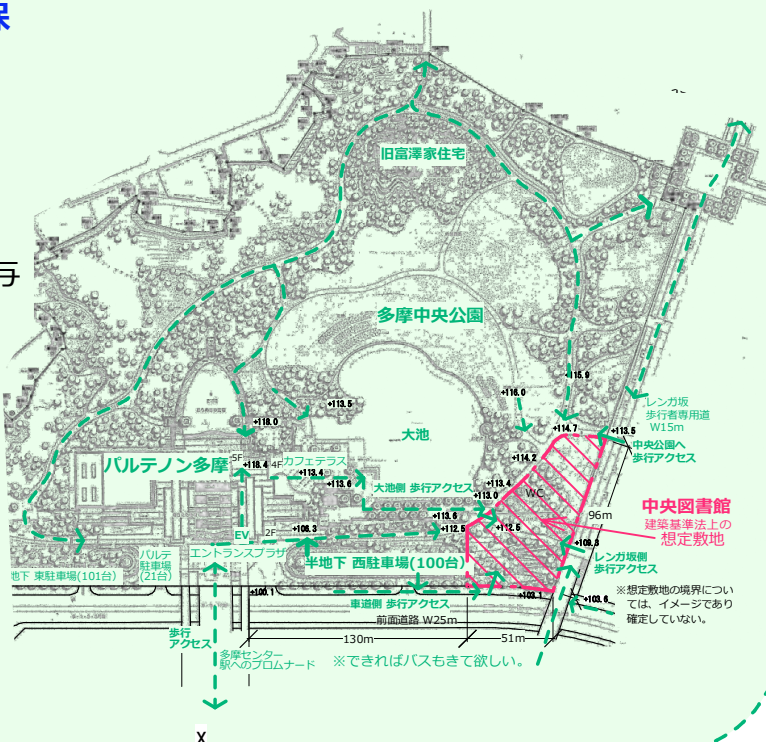 保
与
旧富澤家住宅
多摩中央公園
+115.9
+116.0
レンガ坂
歩行者専用道
W15m
+113.5
+118.0
大池
+114.7
+113.5
中央公園へ
歩行アクセス
+114.2
5F
+118.4
4F
カフェテラス
パルテノン多摩
+113.4
+113.6
大池側 歩行アクセス
+113.4
+113.0
WC
中央図書館
建築基準法上の
想定敷地
96m
+113.6
+112.5
+112.5
EV
2F
+106.3
エントランスプラザ
半地下 西駐車場(100台)
+109.3
レンガ坂側
歩行アクセス
地下 東駐車場(101台)
パルテ
駐車場
(21台)
+100.1
車道側 歩行アクセス
+103.1
+103.6
※想定敷地の境界につい
ては、イメージであり
確定していない。
前面道路 W25m
歩行
アクセス
130m
51m
多摩センター
駅へのプロムナード
※できればバスもきて欲しい。
X